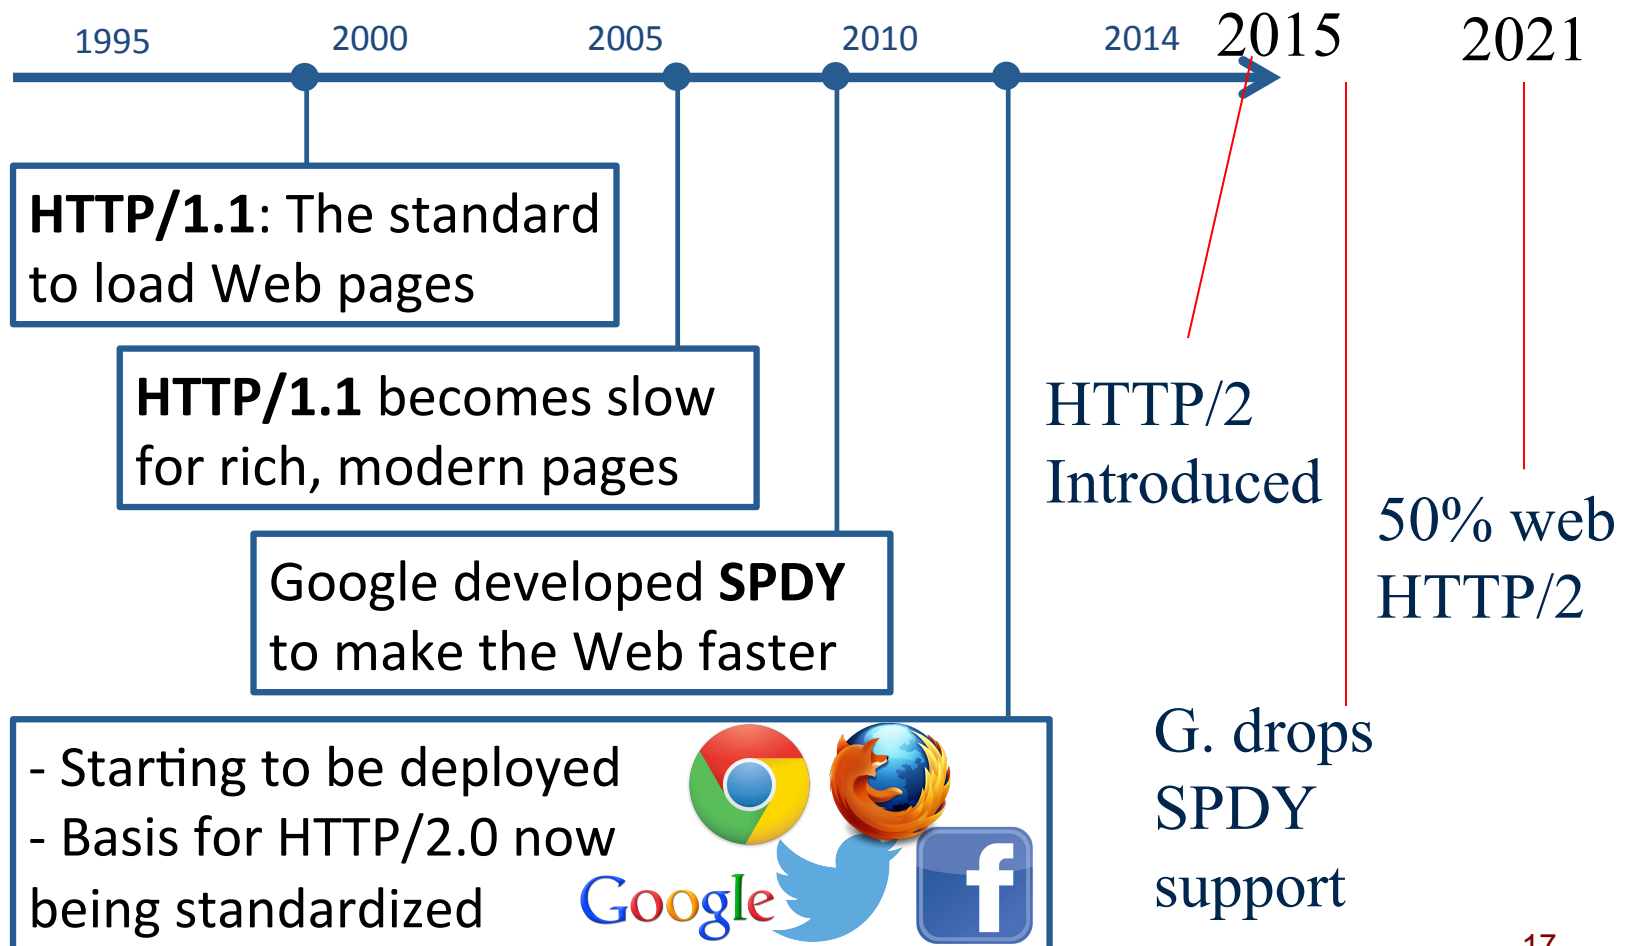 1995 2000 2005 2010 2014 2015 2021
HTTP/1.1: The standard
to load Web pages
HTTP/1.1 becomes slow
for rich, modern pages
Google developed SPDY
to make the Web faster
- Starting to be deployed
- Basis for HTTP/2.0 now
being standardized
Google
f
HTTP/2
Introduced
G. drops
SPDY
support
50% web
HTTP/2
17